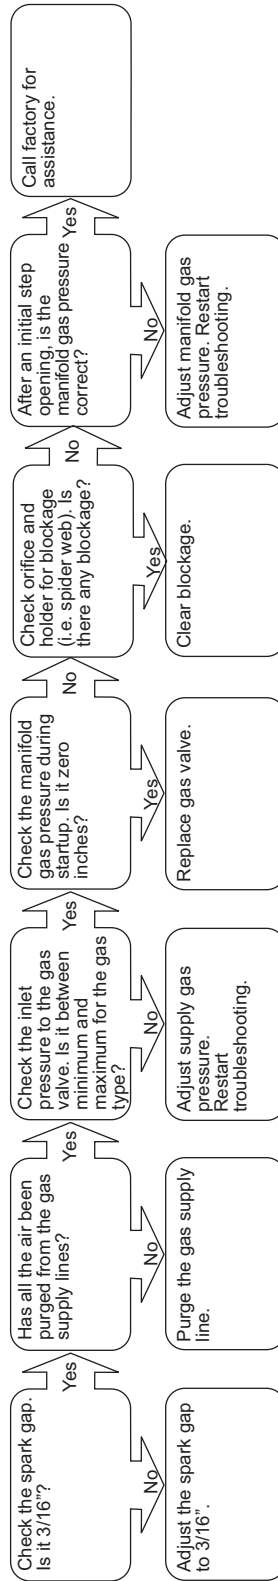 Check the spark gap.
Is it 3/16”?
Yes
No
Adjust the spark gap
to 3/16”.
Has all the air been
purged from the gas
supply lines?
Yes
No
Purge the gas supply
line.
Check the inlet
pressure to the gas
valve. Is it between
minimum and
maximum for the gas
type?
Yes
No
Adjust supply gas
pressure.
Restart
troubleshooting.
Check the manifold
gas pressure during
startup. Is it zero
inches?
No
Yes
Replace gas valve.
Check orifice and
holder for blockage
(i.e. spider web). Is
there any blockage?
No
Yes
Clear blockage.
After an initial step
opening, is the
manifold gas pressure
correct?
Yes
No
Adjust manifold gas
pressure. Restart
troubleshooting.
Call factory for
assistance.